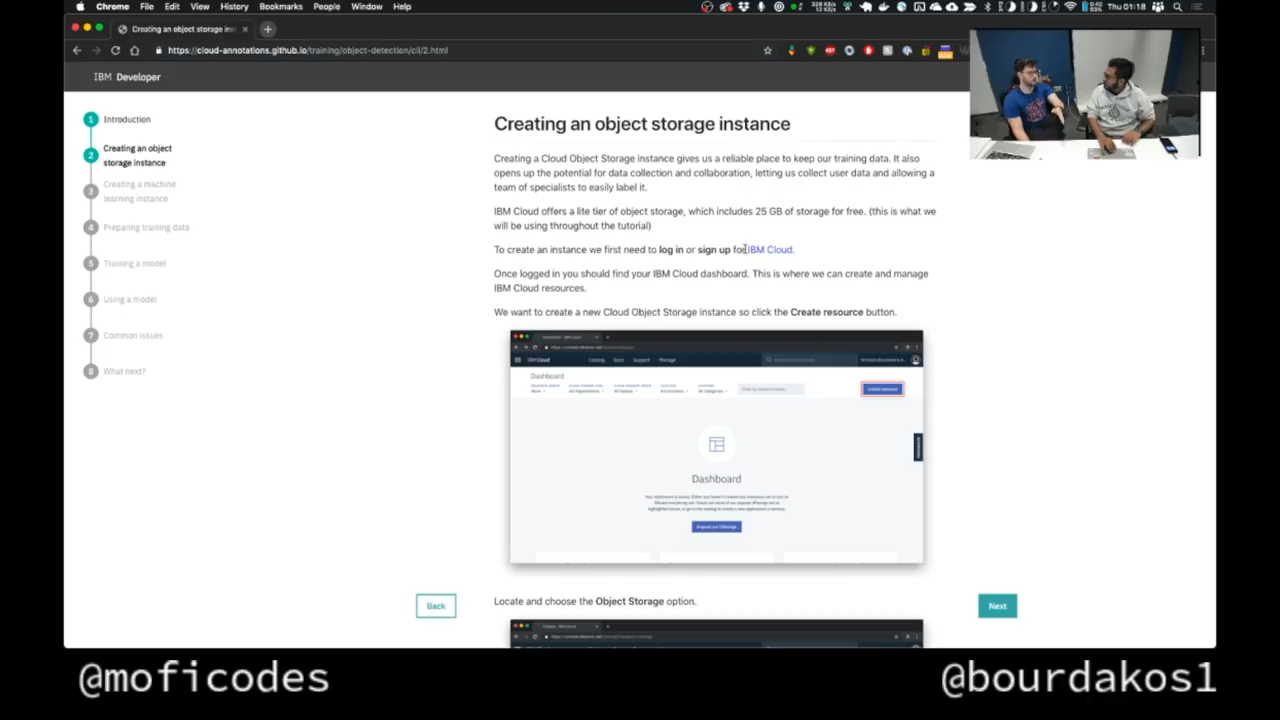 Chrome File Edit View History Bookmarks People Window Help
Thu 01:18
Creating an object storage ins
https://cloud-annotations.github.io/training/object-detection/cli/2.html
IBM Developer
1 Introduction
2 Creating an object
storage instance
3 Creating a machine
learning instance
4 Preparing training data
5 Training a model
6 Using a model
7 Common issues
8 What next?
Creating an object storage instance
Creating a Cloud Object Storage instance gives us a reliable place to keep our training data. It also
opens up the potential for data collection and collaboration, letting us collect user data and allowing a
team of specialists to easily label it.
IBM Cloud offers a lite tier of object storage, which includes 25 GB of storage for free. (this is what we
will be using throughout the tutorial)
To create an instance we first need to log in or sign up for IBM Cloud.
Once logged in you should find your IBM Cloud dashboard. This is where we can create and manage
IBM Cloud resources.
We want to create a new Cloud Object Storage instance so click the Create resource button.
IBM Cloud Catalog Docs Support Manage
Dashboard
Create resource
Dashboard
Locate and choose the Object Storage option.
Back
Next
@moficodes
@bourdakos1